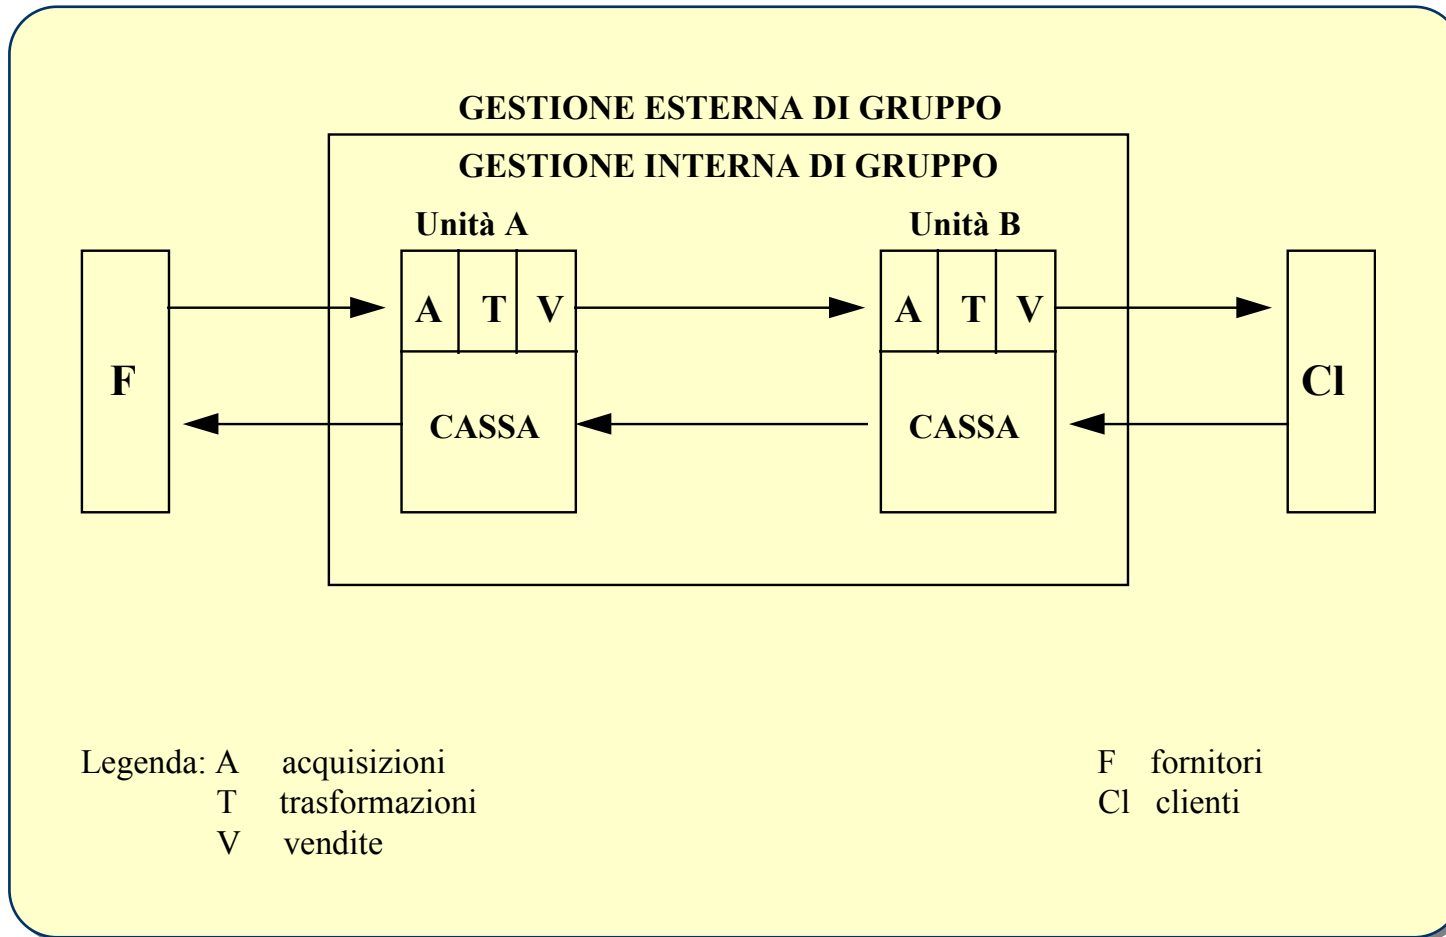 GESTIONE ESTERNA DI GRUPPO
GESTIONE INTERNA DI GRUPPO
Unità A Unità B
A T V A T V
F Cl
CASSA CASSA
Legenda: A acquisizioni F fornitori
T trasformazioni Cl clienti
V vendite